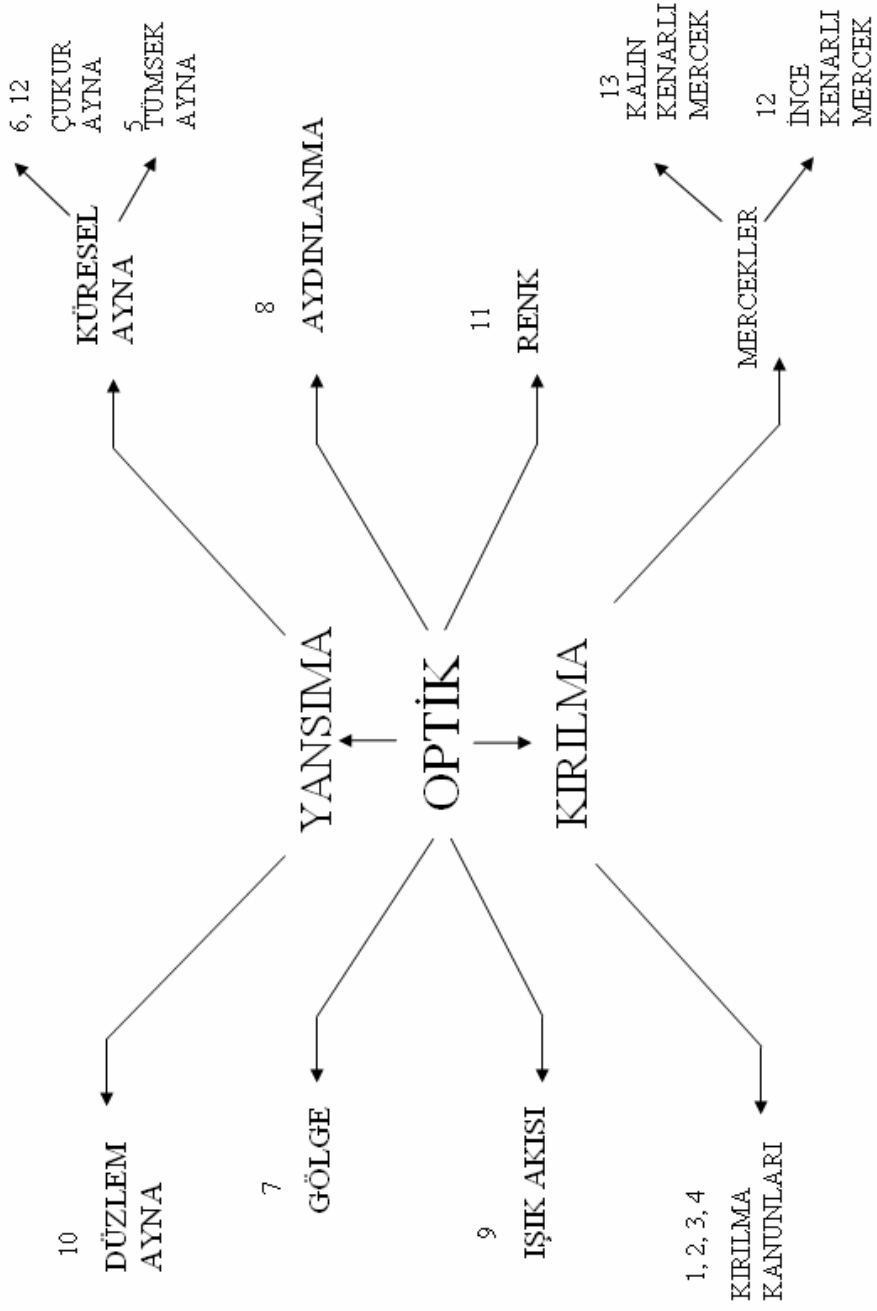 10
DÜZLEM
AYNA
7
GÖLGE
9
IŞIK AKISI
1, 2, 3, 4
KIRILMA
KANUNLARI
YANSIMA
OPTİK
KIRILMA
KÜRESEL
AYNA
6, 12
ÇUKUR
AYNA
5
TÜMSEK
AYNA
8
AYDINLANMA
11
RENK
MERCEKLER
13
KALIN
KENARLI
MERCEK
12
İNCE
KENARLI
MERCEK